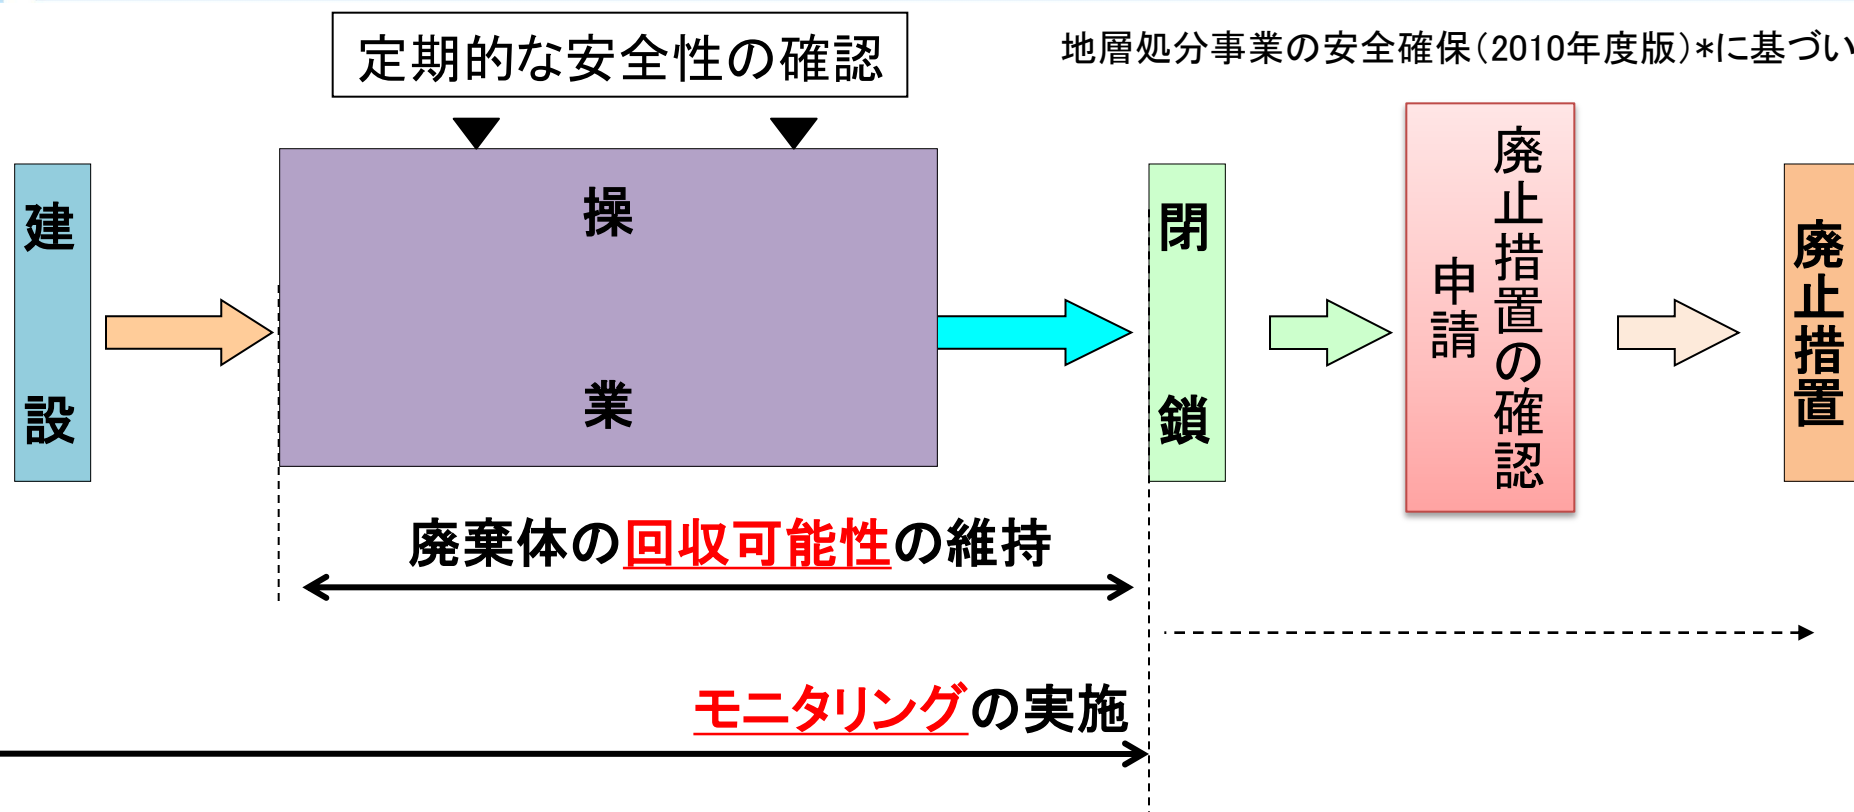 定期的な安全性の確認
地層処分事業の安全確保(2010年度版)*に基づい
建設
操業
閉鎖
廃止措置の確認
申請
廃止措置
廃棄体の回収可能性の維持
モニタリングの実施